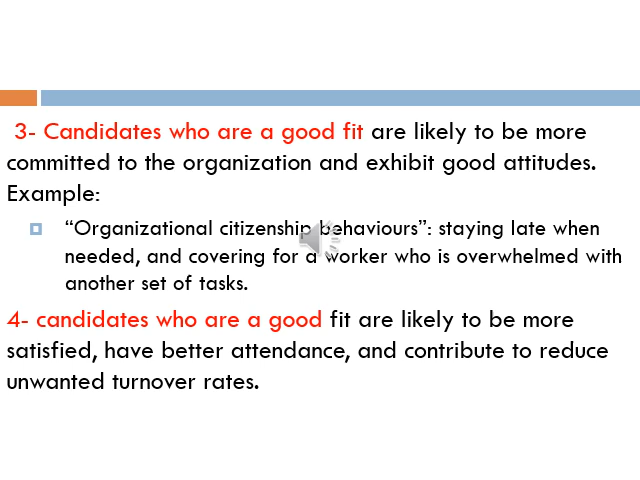 3- Candidates who are a good fit are likely to be more
committed to the organization and exhibit good attitudes.
Example:
“Organizational citizenship behaviours”: staying late when
needed, and covering for a worker who is overwhelmed with
another set of tasks.
4- candidates who are a good fit are likely to be more
satisfied, have better attendance, and contribute to reduce
unwanted turnover rates.